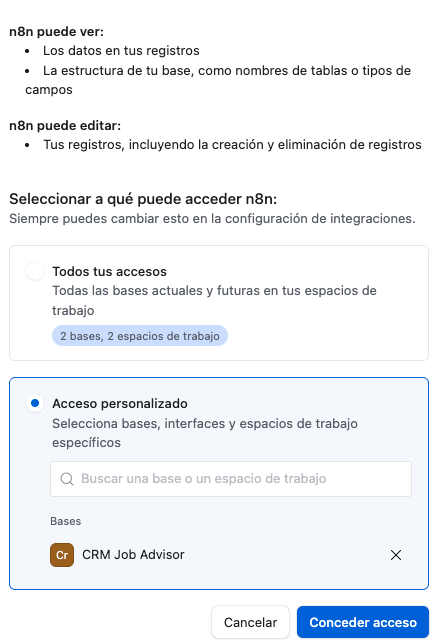 n8n puede ver:
• Los datos en tus registros
• La estructura de tu base, como nombres de tablas o tipos de
campos
n8n puede editar:
• Tus registros, incluyendo la creación y eliminación de registros
Seleccionar a qué puede acceder n8n:
Siempre puedes cambiar esto en la configuración de integraciones.
Todos tus accesos
Todas las bases actuales y futuras en tus espacios de
trabajo
2 bases, 2 espacios de trabajo
Acceso personalizado
Selecciona bases, interfaces y espacios de trabajo
específicos
Buscar una base o un espacio de trabajo
Bases
Cr CRM Job Advisor
Cancelar Conceder acceso